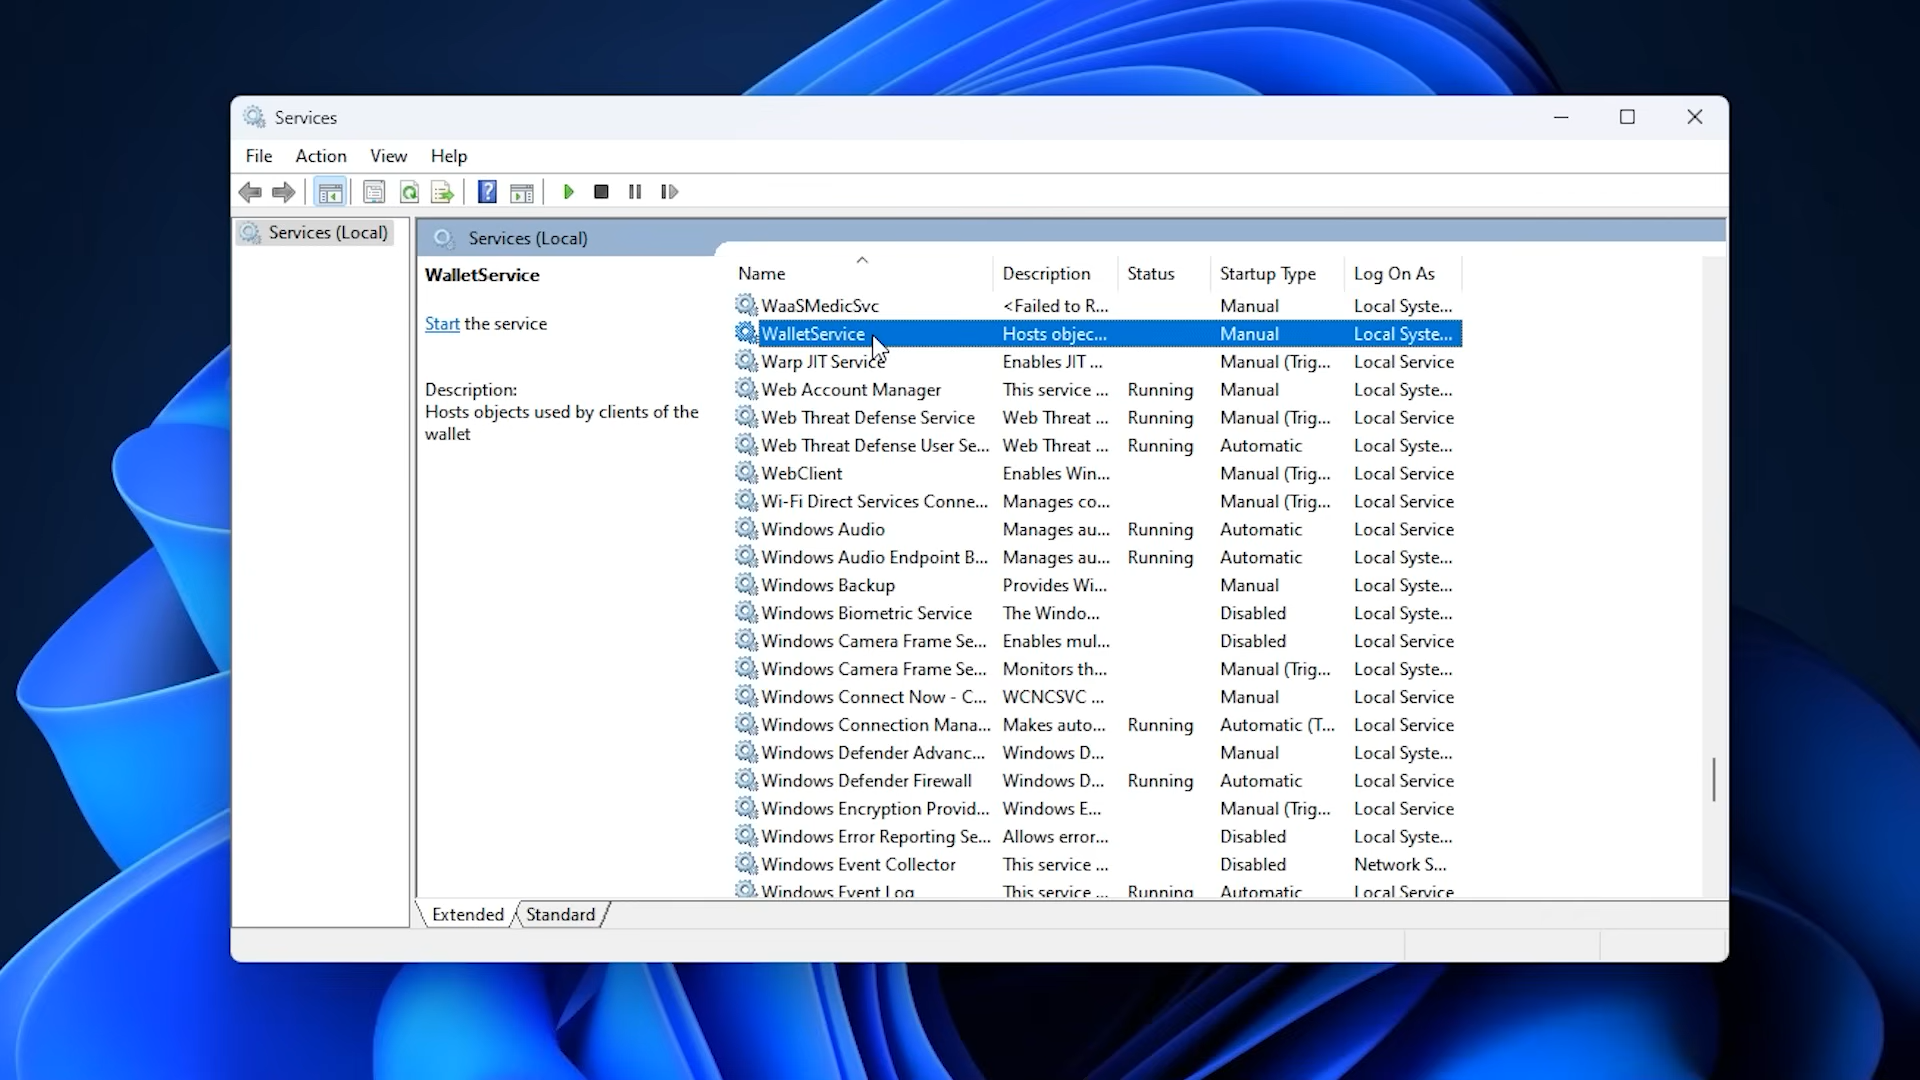 Services
File Action View Help
Services (Local)
Services (Local)
WalletService
Start the service
Description:
Hosts objects used by clients of the
wallet
Name Description Status Startup Type Log On As
WaaSMedicSvc <Failed to R... Manual Local Syste...
WalletService Hosts objec... Manual Local Syste...
Warp JIT Service Enables JIT ... Manual (Trig... Local Service
Web Account Manager This service ... Running Manual Local Syste...
Web Threat Defense Service Web Threat ... Running Manual (Trig... Local Service
Web Threat Defense User Se... Web Threat ... Running Automatic Local Syste...
WebClient Enables Win... Manual (Trig... Local Service
Wi-Fi Direct Services Conne... Manages co... Manual (Trig... Local Service
Windows Audio Manages au... Running Automatic Local Service
Windows Audio Endpoint B... Manages au... Running Automatic Local Syste...
Windows Backup Provides Wi... Manual Local Syste...
Windows Biometric Service The Windo... Disabled Local Syste...
Windows Camera Frame Se... Enables mul... Disabled Local Service
Windows Camera Frame Se... Monitors th... Manual (Trig... Local Syste...
Windows Connect Now - C... WCNCSVC ... Manual Local Service
Windows Connection Mana... Makes auto... Running Automatic (T... Local Service
Windows Defender Advanc... Windows D... Manual Local Syste...
Windows Defender Firewall Windows D... Running Automatic Local Service
Windows Encryption Provid... Windows E... Manual (Trig... Local Service
Windows Error Reporting Se... Allows error... Disabled Local Syste...
Windows Event Collector This service ... Disabled Network S...
Windows Event Log This service ... Running Automatic Local Service
Extended Standard